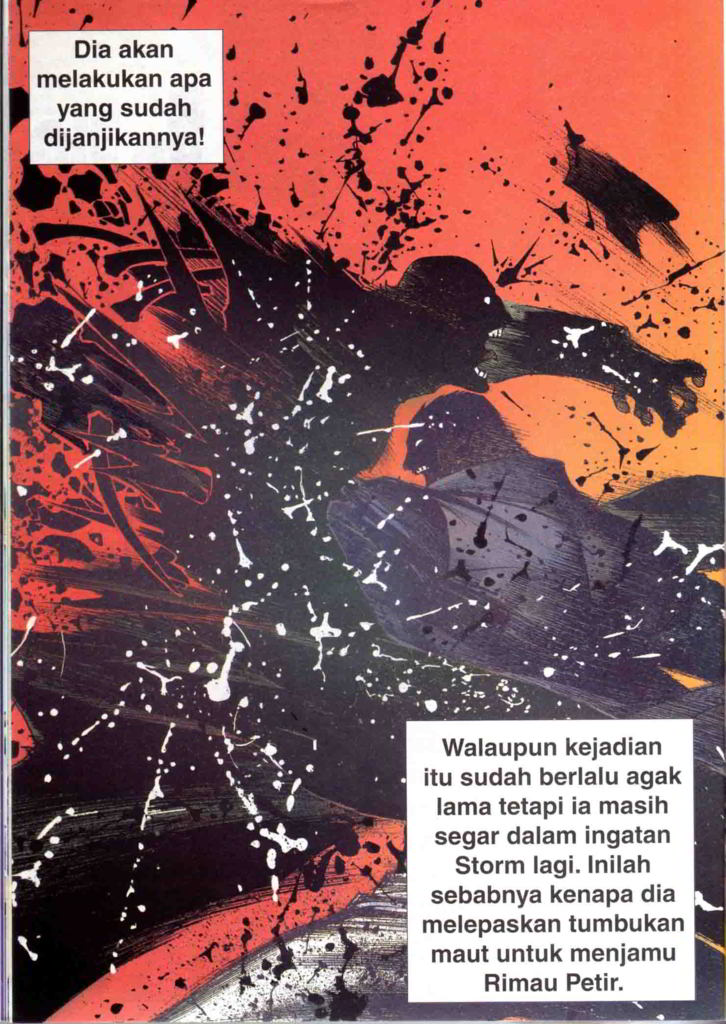 Dia akan
melakukan apa
yang sudah
dijanjikannya!
Walaupun kejadian
itu sudah berlalu agak
lama tetapi ia masih
segar dalam ingatan
Storm lagi. Inilah
sebabnya kenapa dia
melepaskan tumbukan
maut untuk menjamu
Rimau Petir.